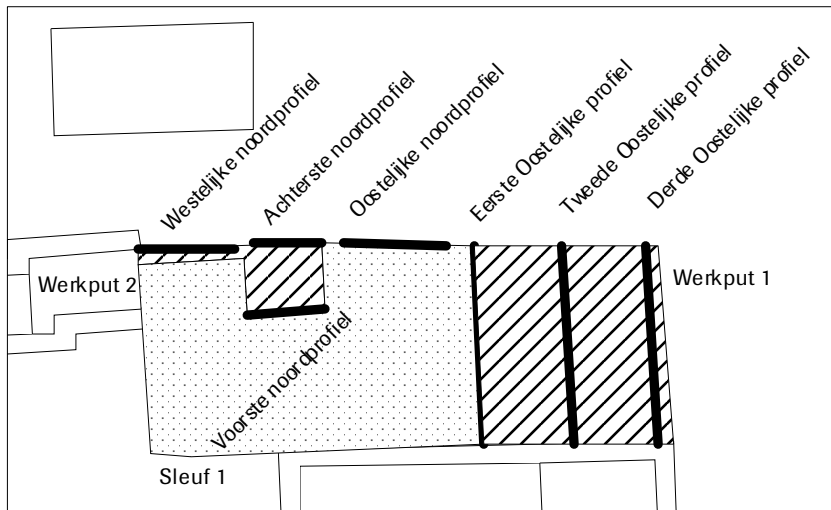 Westelijke noordprofiel
Achterste noordprofiel
Oostelijke noordprofiel
Eerste Oostelijke profiel
Tweede Oostelijke profiel
Derde Oostelijke profiel
Werkput 2
Werkput 1
Voorste noordprofiel
Sleuf 1